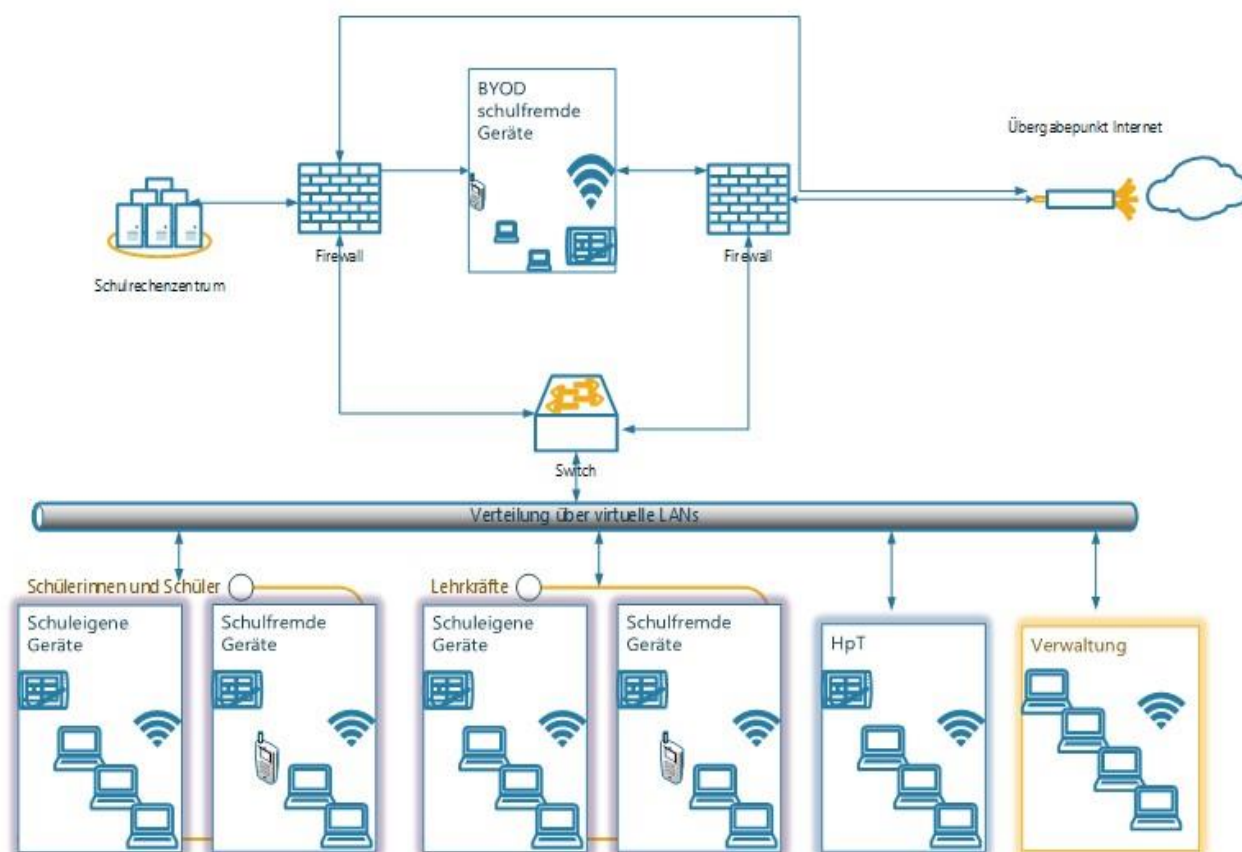 BYOD
schulfremde
Geräte
Übergabepunkt Internet
Firewall
Firewall
Schulrechenzentrum
Switch
Verteilung über virtuelle LANs
Schülerinnen und Schüler
Lehrkräfte
Schuleigene
Geräte
Schulfremde
Geräte
Schuleigene
Geräte
Schulfremde
Geräte
HpT
Verwaltung